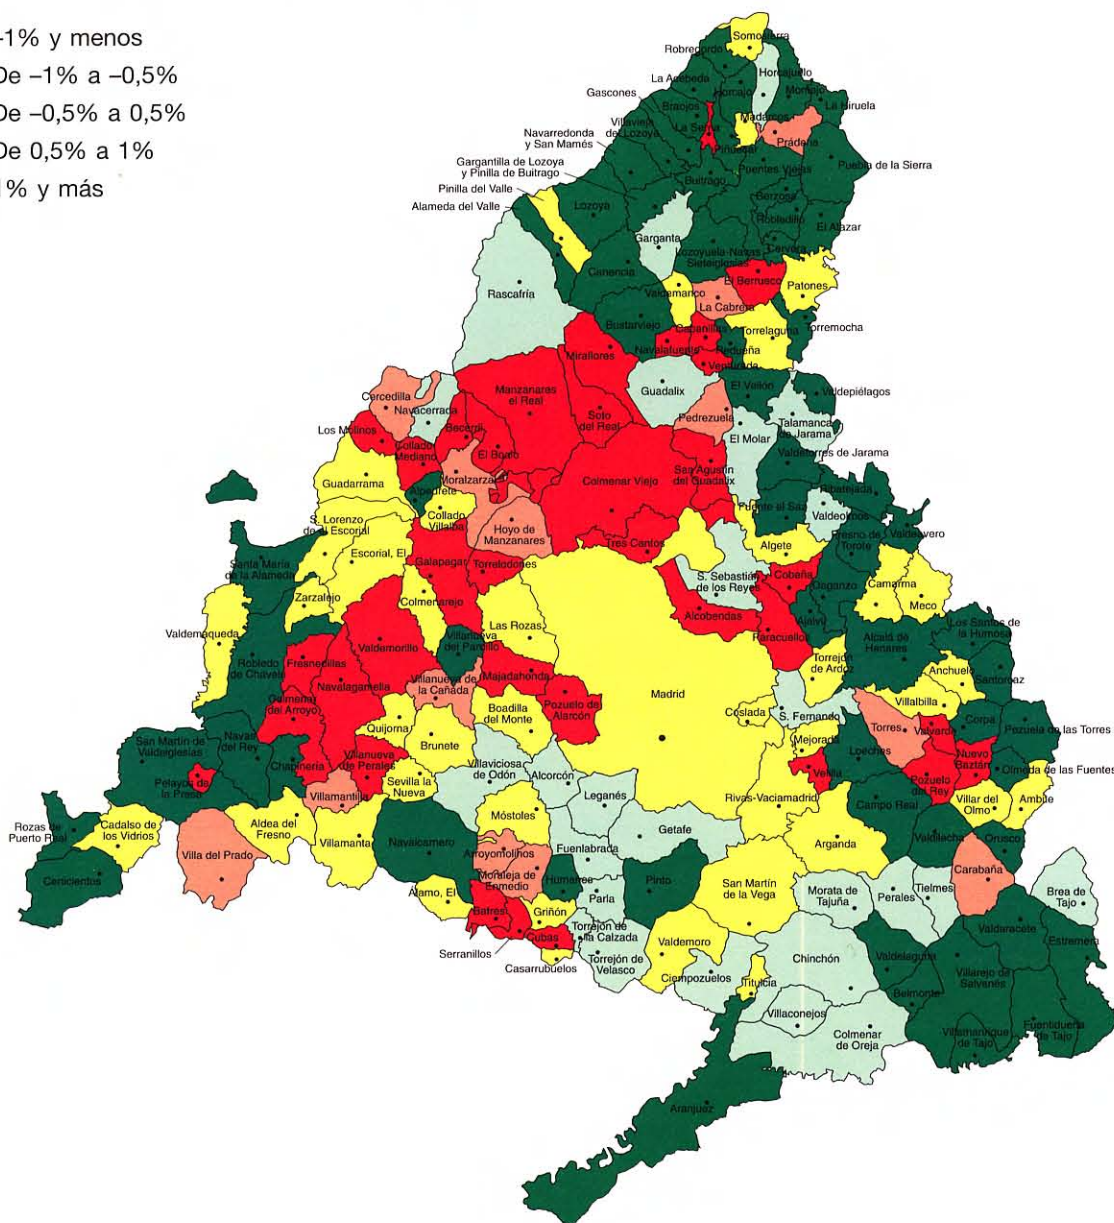 -1% y menos
De –1% a –0,5%
De –0,5% a 0,5%
De 0,5% a 1%
1% y más
Somosierra
Robregordo
Horcajuelo
La Acebeda
Horcajo
Montejo
La Hiruela
Gascones
Braojos
Madarcos
La Serna
Prádena
Villavieja
de Lozoya
Piñuécar
Navarredonda
y San Mamés
Puentes Viejas
Puebla de la Sierra
Gargantilla de Lozoya
y Pinilla de Buitrago
Buitrago
Pinilla del Valle
Berzosa
Alameda del Valle
Lozoya
Robledillo
El Atazar
Garganta
Cervera
Lozoyuela-Navas
Sieteiglesias
Canencia
El Berrueco
Rascafría
Valdemanco
Patones
La Cabrera
Bustarviejo
Cabanillas
Torrelaguna
Torremocha
Navalafuente
Redueña
Miraflores
Venturada
Manzanares
el Real
Guadalix
El Vellón
Valdepiélagos
Cercedilla
Navacerrada
Soto
del Real
Pedrezuela
Talamanca
de Jarama
Los Molinos
Becerril
El Molar
Collado
Mediano
El Boalo
Valdetorres de Jarama
Guadarrama
Moralzarzal
San Agustín
del Guadalix
Colmenar Viejo
Alpedrete
Ribatejada
Collado
Villalba
Fuente el Saz
Valdeolmos
S. Lorenzo
de el Escorial
Hoyo de
Manzanares
Valdeavero
Fresno de
Torote
Tres Cantos
Algete
Escorial, El
Santa María
de la Alameda
Galapagar
Torrelodones
S. Sebastián
de los Reyes
Cobeña
Daganzo
Camarma
Meco
Zarzalejo
Colmenarejo
Alcobendas
Ajalvir
Las Rozas
Valdemaqueda
Valdemorillo
Villanueva
del Pardillo
Paracuellos
Alcalá de
Henares
Los Santos de
la Humosa
Robledo
de Chavela
Fresnedillas
Torrejón
de Ardoz
Anchuelo
Santorcaz
Navalagamella
Villanueva de
la Cañada
Majadahonda
Madrid
Villalbilla
Colmenar
del Arroyo
Pozuelo de
Alarcón
Boadilla
del Monte
Coslada
S. Fernando
Quijorna
Torres
Valverde
Corpa
Pozuelo de las Torres
Navas
del Rey
Brunete
Mejorada
San Martín de
Valdeiglesias
Villanueva
de Perales
Loeches
Nuevo
Baztán
Chapinería
Villaviciosa
de Odón
Velilla
Olmeda de las Fuentes
Pelayos de
la Presa
Sevilla la
Nueva
Alcorcón
Pozuelo
del Rey
Villamantilla
Leganés
Rivas-Vaciamadrid
Campo Real
Villar del
Olmo
Ambite
Rozas de
Puerto Real
Cadalso de
los Vidrios
Aldea del
Fresno
Móstoles
Getafe
Valdilecha
Orusco
Villamanta
Navalcarnero
Arganda
Villa del Prado
Arroyomolinos
Fuenlabrada
Cenicientos
Moraleja de
Enmedio
Humanes
Pinto
Carabaña
San Martín
de la Vega
Morata de
Tajuña
Perales
Tielmes
Brea de
Tajo
Álamo, El
Parla
Batres
Griñón
Valdaracete
Torrejón de
la Calzada
Cubas
Estremera
Serranillos
Valdemoro
Chinchón
Valdelaguna
Casarrubuelos
Torrejón de
Velasco
Ciempozuelos
Villarejo de
Salvanés
Titulcia
Belmonte
Villaconejos
Colmenar
de Oreja
Villamanrique
de Tajo
Fuentidueña
de Tajo
Aranjuez